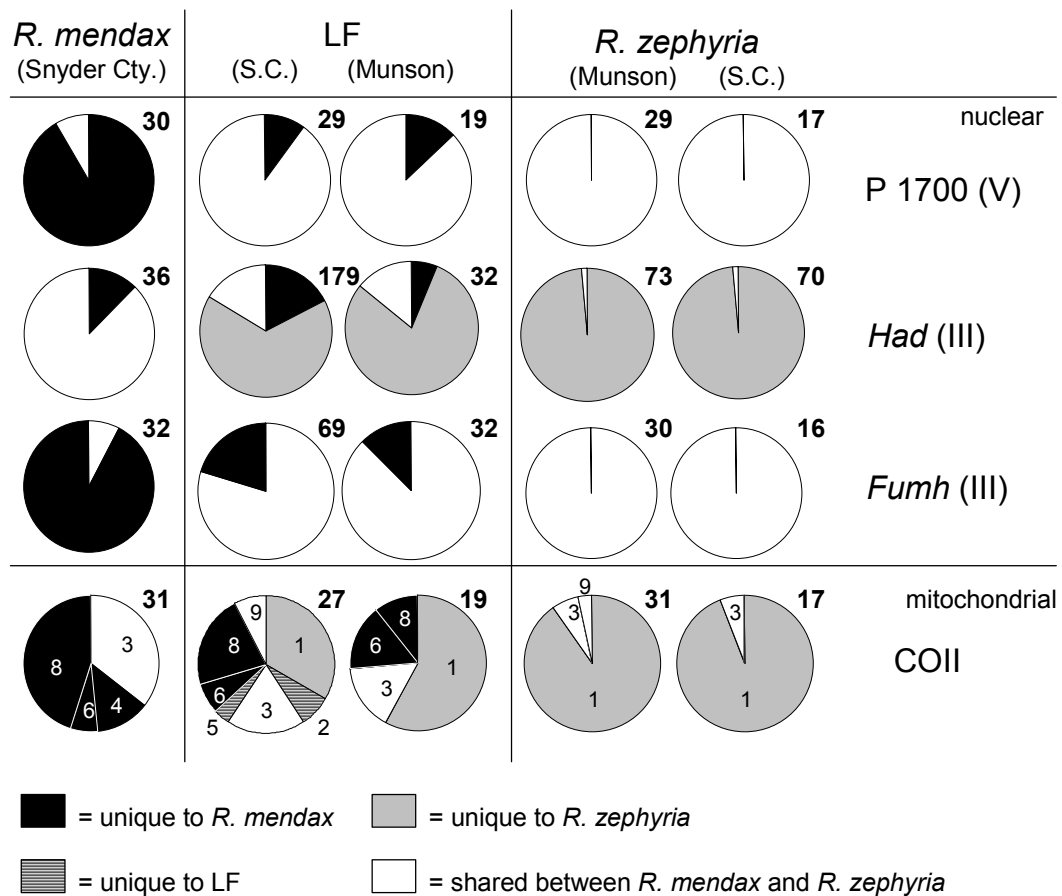 R. mendax LF R. zephyria
(Snyder Cty.) (S.C.) (Munson) (Munson) (S.C.)
30 29 19 29 17 nuclear
P 1700 (V)
36 179 32 73 70
Had (III)
32 69 32 30 16
Fumh (III)
31 27 19 31 17 mitochondrial
COII
3 8 6 4
9 1 8 6 5 3 2
8 6 1 3
9 3 1
3 1
= unique to R. mendax = unique to R. zephyria
= unique to LF = shared between R. mendax and R. zephyria